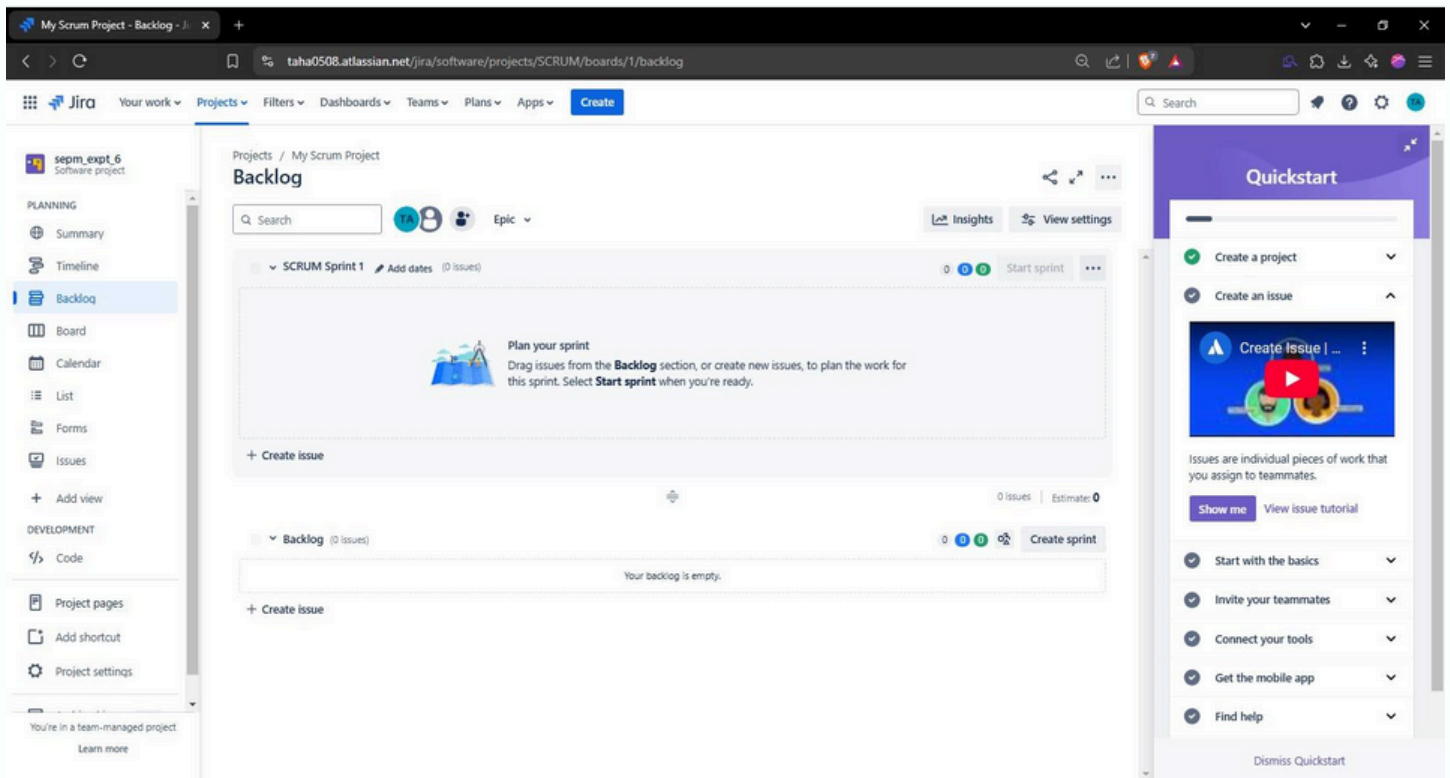 My Scrum Project - Backlog - Ji
taha0508.atlassian.net/jira/software/projects/SCRUM/boards/1/backlog
Jira Your work Projects Filters Dashboards Teams Plans Apps Create Search TA
sepm_expt_6
Software project
PLANNING
Summary
Timeline
Backlog
Board
Calendar
List
Forms
Issues
Add view
DEVELOPMENT
Code
Project pages
Add shortcut
Project settings
You're in a team-managed project
Learn more
Projects / My Scrum Project
Backlog
Search TA Epic Insights View settings
SCRUM Sprint 1 Add dates (0 issues) 0 0 0 Start sprint
Plan your sprint
Drag issues from the Backlog section, or create new issues, to plan the work for
this sprint. Select Start sprint when you're ready.
+ Create issue
0 issues Estimate: 0
Backlog (0 issues) 0 0 0 Create sprint
Your backlog is empty.
+ Create issue
Quickstart
Create a project
Create an issue
Create Issue | ...
Issues are individual pieces of work that
you assign to teammates.
Show me View issue tutorial
Start with the basics
Invite your teammates
Connect your tools
Get the mobile app
Find help
Dismiss Quickstart